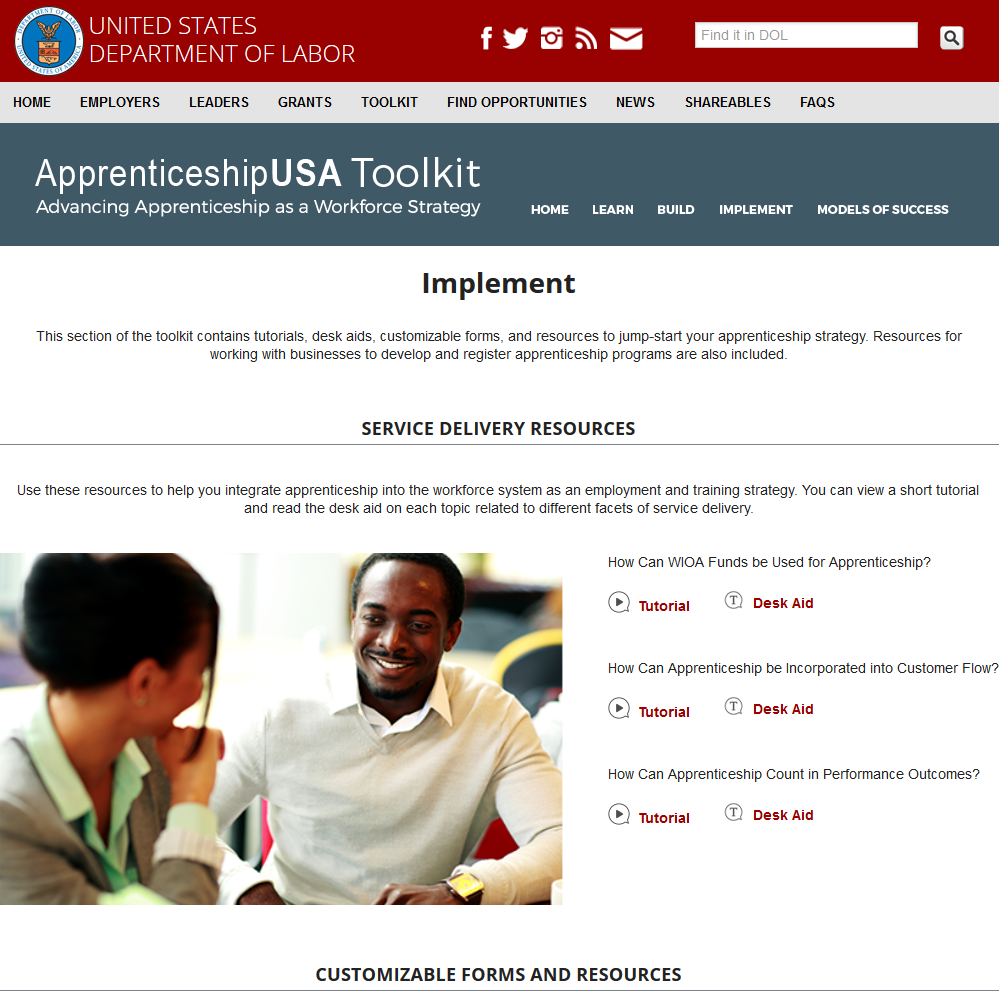 UNITED STATES
DEPARTMENT OF LABOR
Find it in DOL
HOME EMPLOYERS LEADERS GRANTS TOOLKIT FIND OPPORTUNITIES NEWS SHAREABLES FAQS
ApprenticeshipUSA Toolkit
Advancing Apprenticeship as a Workforce Strategy
HOME LEARN BUILD IMPLEMENT MODELS OF SUCCESS
Implement
This section of the toolkit contains tutorials, desk aids, customizable forms, and resources to jump-start your apprenticeship strategy. Resources for
working with businesses to develop and register apprenticeship programs are also included.
SERVICE DELIVERY RESOURCES
Use these resources to help you integrate apprenticeship into the workforce system as an employment and training strategy. You can view a short tutorial
and read the desk aid on each topic related to different facets of service delivery.
How Can WIOA Funds be Used for Apprenticeship?
Tutorial T Desk Aid
How Can Apprenticeship be Incorporated into Customer Flow?
Tutorial T Desk Aid
How Can Apprenticeship Count in Performance Outcomes?
Tutorial T Desk Aid
CUSTOMIZABLE FORMS AND RESOURCES